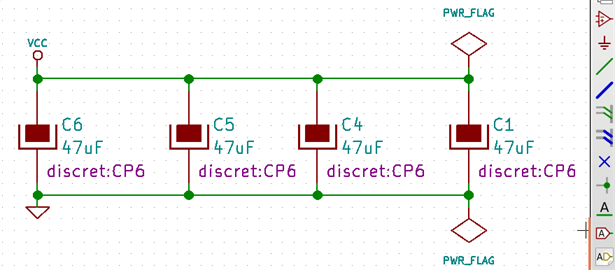 PWR_FLAG
VCC
C6
47uF
discret:CP6
C5
47uF
discret:CP6
C4
47uF
discret:CP6
C1
47uF
discret:CP6
PWR_FLAG
A
A
AD